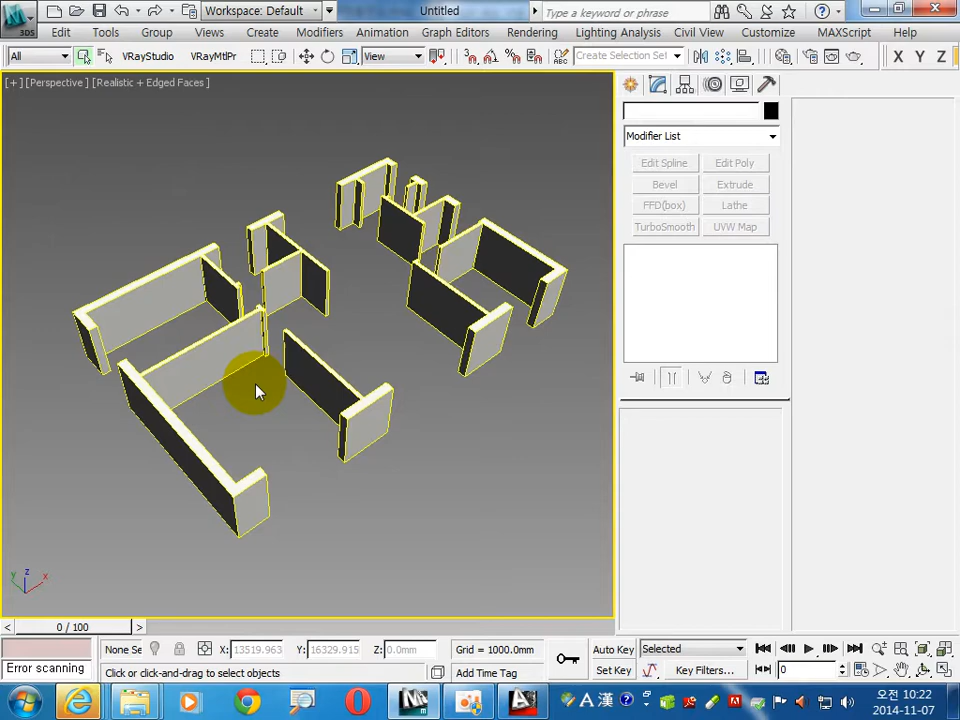 Workspace: Default
Untitled
Type a keyword or phrase
3DS
Edit Tools Group Views Create Modifiers Animation Graph Editors Rendering Lighting Analysis Civil View Customize MAXScript Help
All
VRayStudio VRayMtlPr
View
Create Selection Set
X Y Z
[+] [Perspective] [Realistic + Edged Faces]
Modifier List
Edit Spline Edit Poly
Bevel Extrude
FFD(box) Lathe
TurboSmooth UVW Map
z
y x
0 / 100
None Se
X: 13519.963
Y: 16329.915
Z: 0.0mm
Grid = 1000.0mm
Auto Key
Selected
Error scanning
Click or click-and-drag to select objects
Add Time Tag
Set Key
Key Filters...
0
A 漢
오전 10:22
2014-11-07